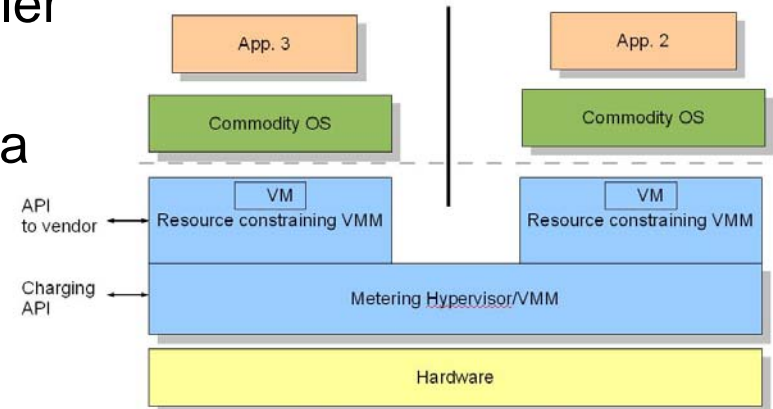 App. 3
App. 2
Commodity OS
Commodity OS
a
VM
Resource constraining VMM
VM
Resource constraining VMM
API
to vendor
Charging
API
Metering Hypervisor/VMM
Hardware